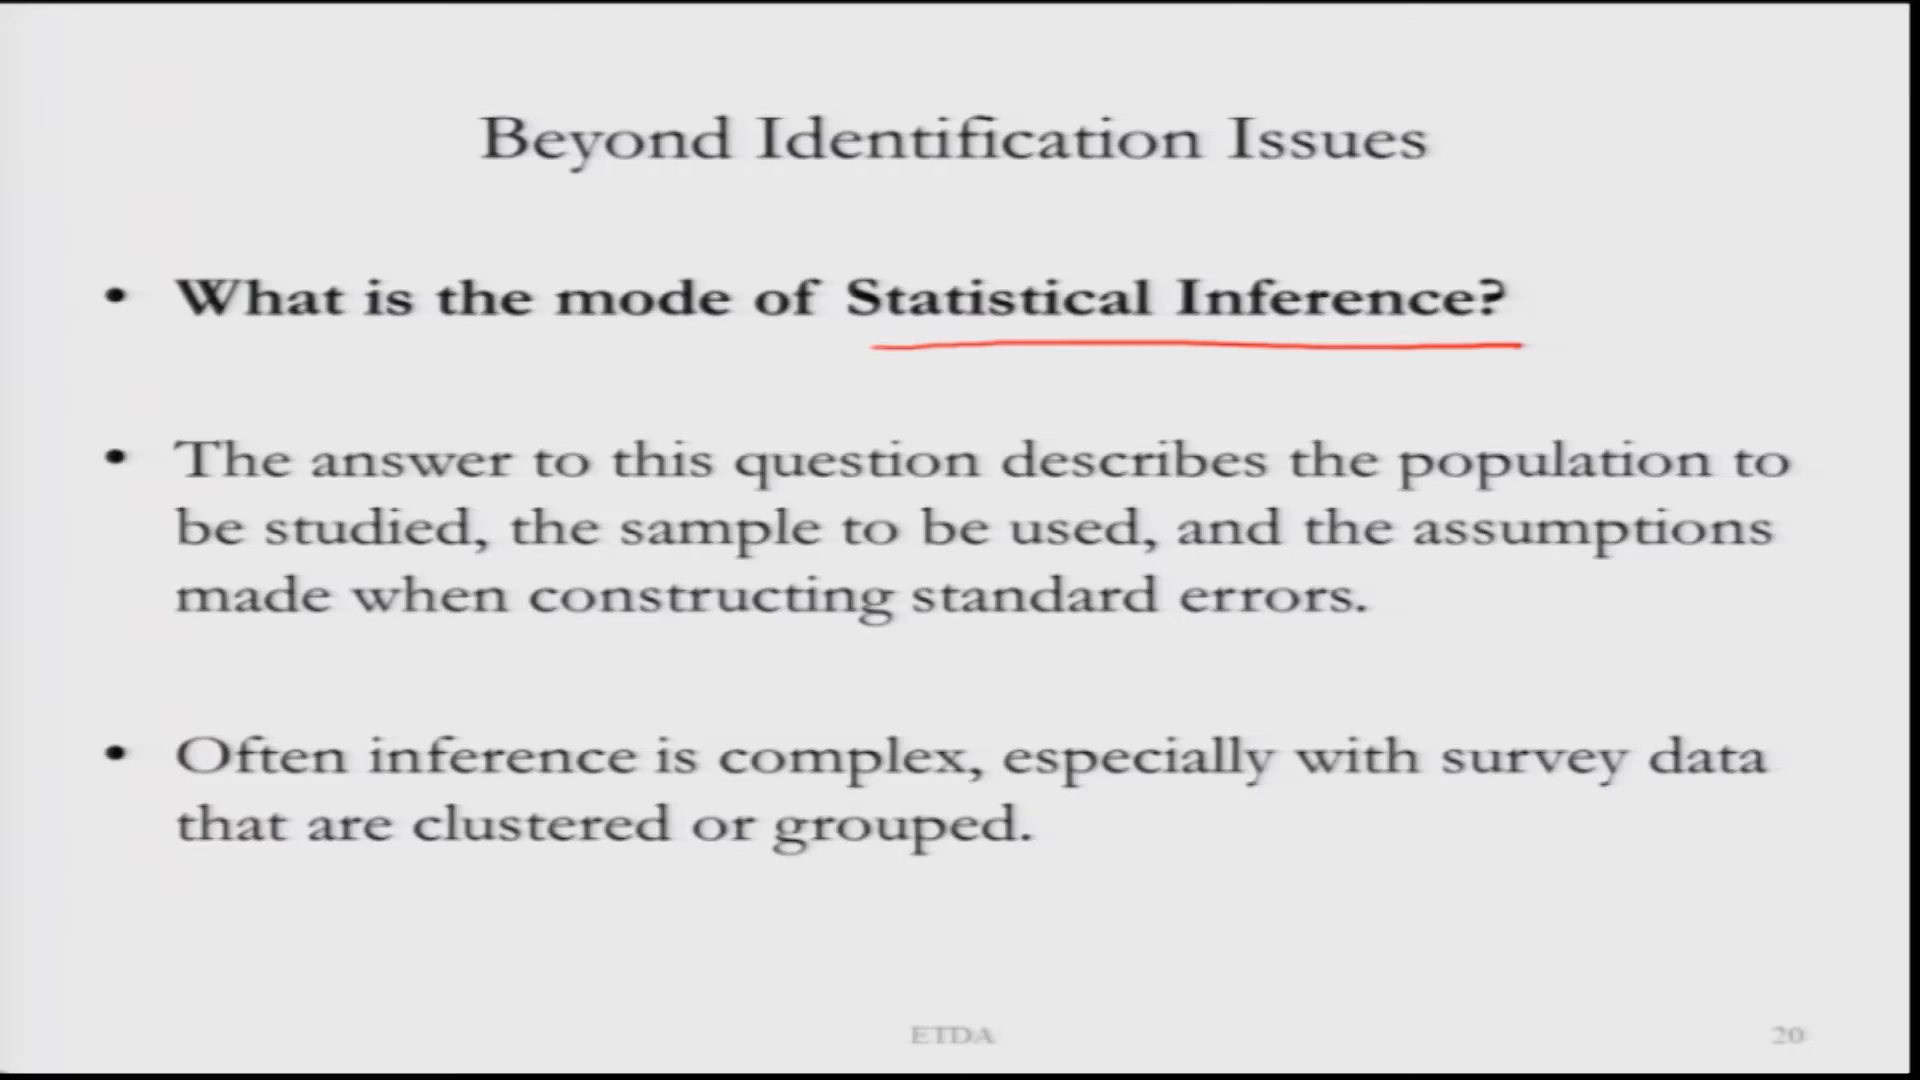 Beyond Identification Issues
• What is the mode of Statistical Inference?
• The answer to this question describes the population to
be studied, the sample to be used, and the assumptions
made when constructing standard errors.
• Often inference is complex, especially with survey data
that are clustered or grouped.
ETDA
20